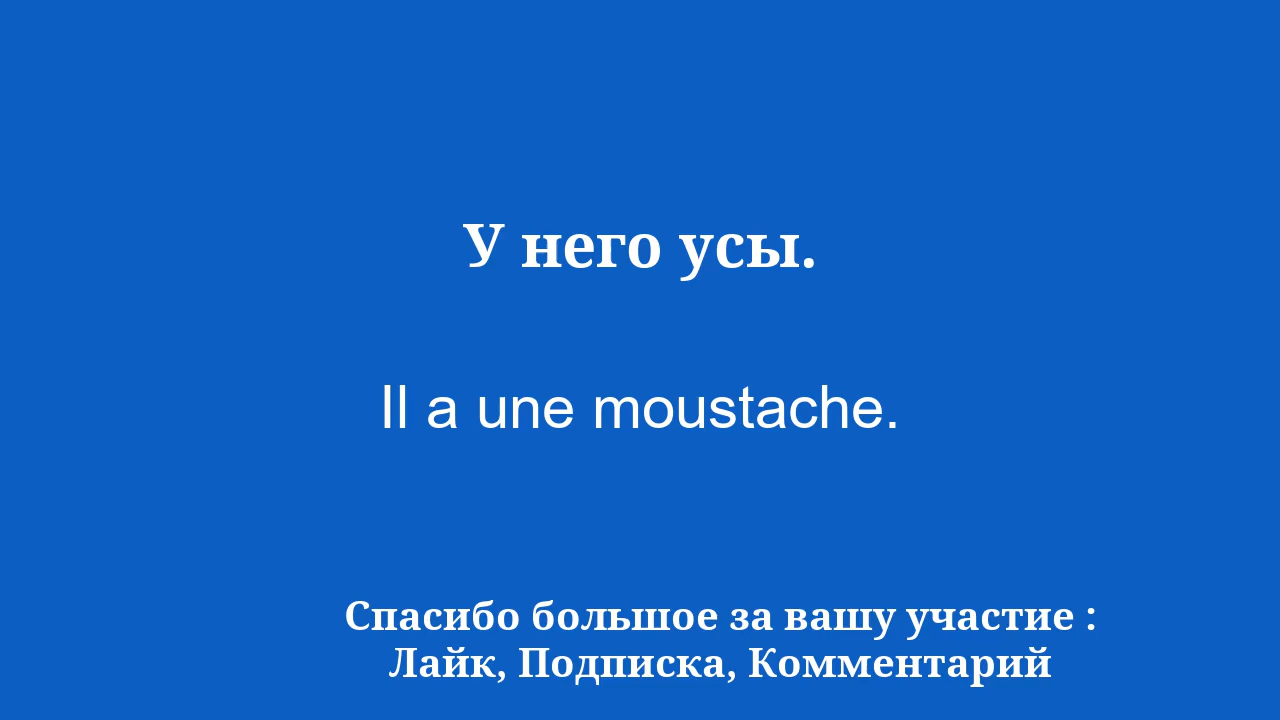 У него усы.
Il a une moustache.
Спасибо большое за вашу участие :
Лайк, Подписка, Комментарий